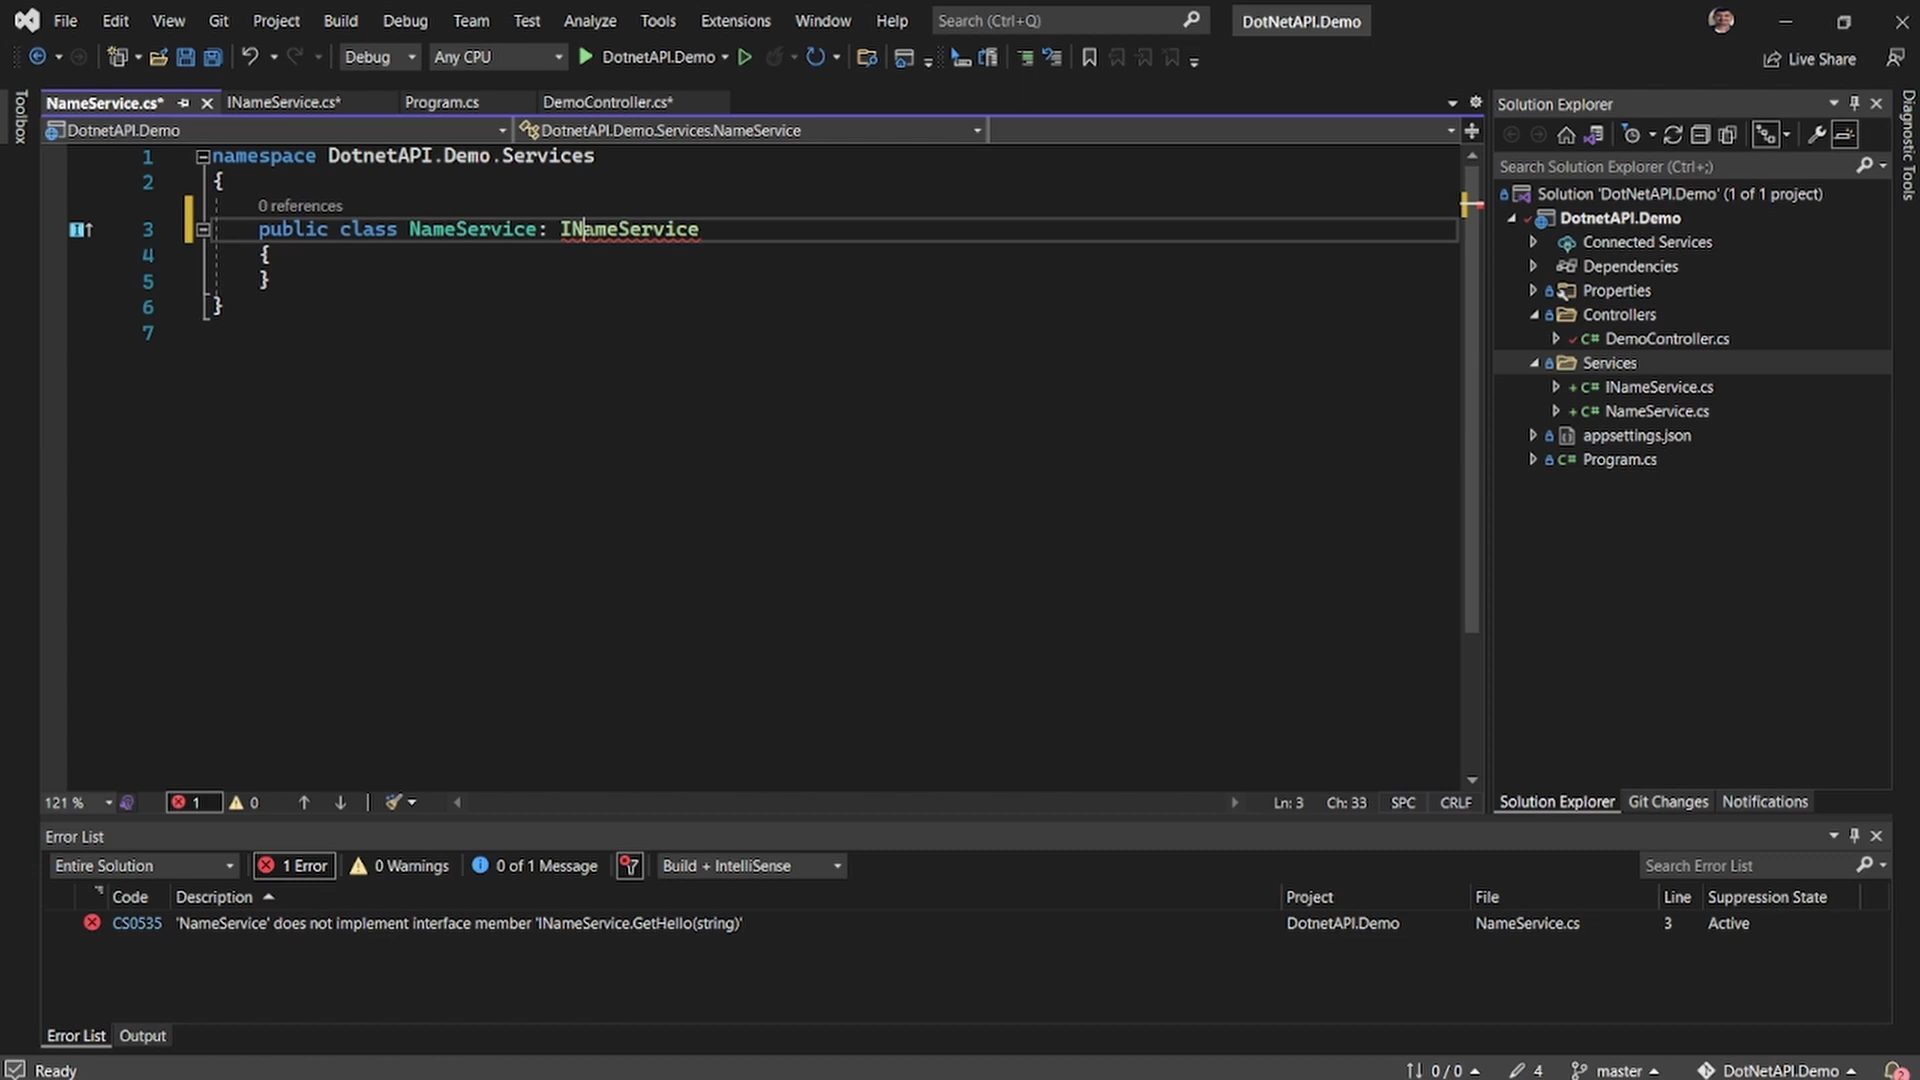 File Edit View Git Project Build Debug Team Test Analyze Tools Extensions Window Help Search (Ctrl+Q) DotNetAPI.Demo
Debug Any CPU DotnetAPI.Demo Live Share
Toolbox
NameService.cs* INameService.cs* Program.cs DemoController.cs*
DotnetAPI.Demo DotnetAPI.Demo.Services.NameService
1 namespace DotnetAPI.Demo.Services
2 {
0 references
3 public class NameService: INameService
4 {
5 }
6 }
7
121 % 1 0 Ln: 3 Ch: 33 SPC CRLF
Solution Explorer
Search Solution Explorer (Ctrl+;)
Solution 'DotNetAPI.Demo' (1 of 1 project)
DotnetAPI.Demo
Connected Services
Dependencies
Properties
Controllers
C# DemoController.cs
Services
C# INameService.cs
C# NameService.cs
appsettings.json
C# Program.cs
Solution Explorer Git Changes Notifications
Diagnostic Tools
Error List
Entire Solution 1 Error 0 Warnings 0 of 1 Message Build + IntelliSense Search Error List
Code Description Project File Line Suppression State
CS0535 'NameService' does not implement interface member 'INameService.GetHello(string)' DotnetAPI.Demo NameService.cs 3 Active
Error List Output
Ready 0 / 0 4 master DotNetAPI.Demo 2